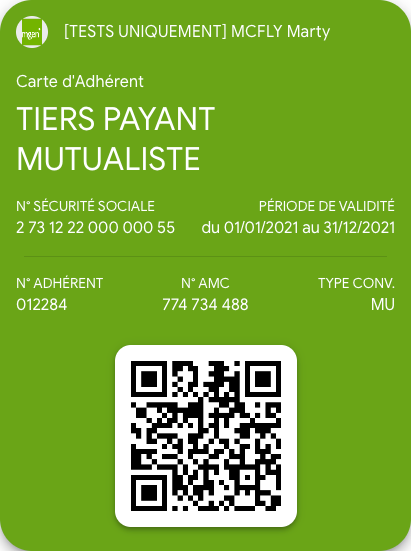 mgen
[TESTS UNIQUEMENT] MCFLY Marty
Carte d'Adhérent
TIERS PAYANT
MUTUALISTE
N° SÉCURITÉ SOCIALE PÉRIODE DE VALIDITÉ
2 73 12 22 000 000 55 du 01/01/2021 au 31/12/2021
N° ADHÉRENT N° AMC TYPE CONV.
012284 774 734 488 MU